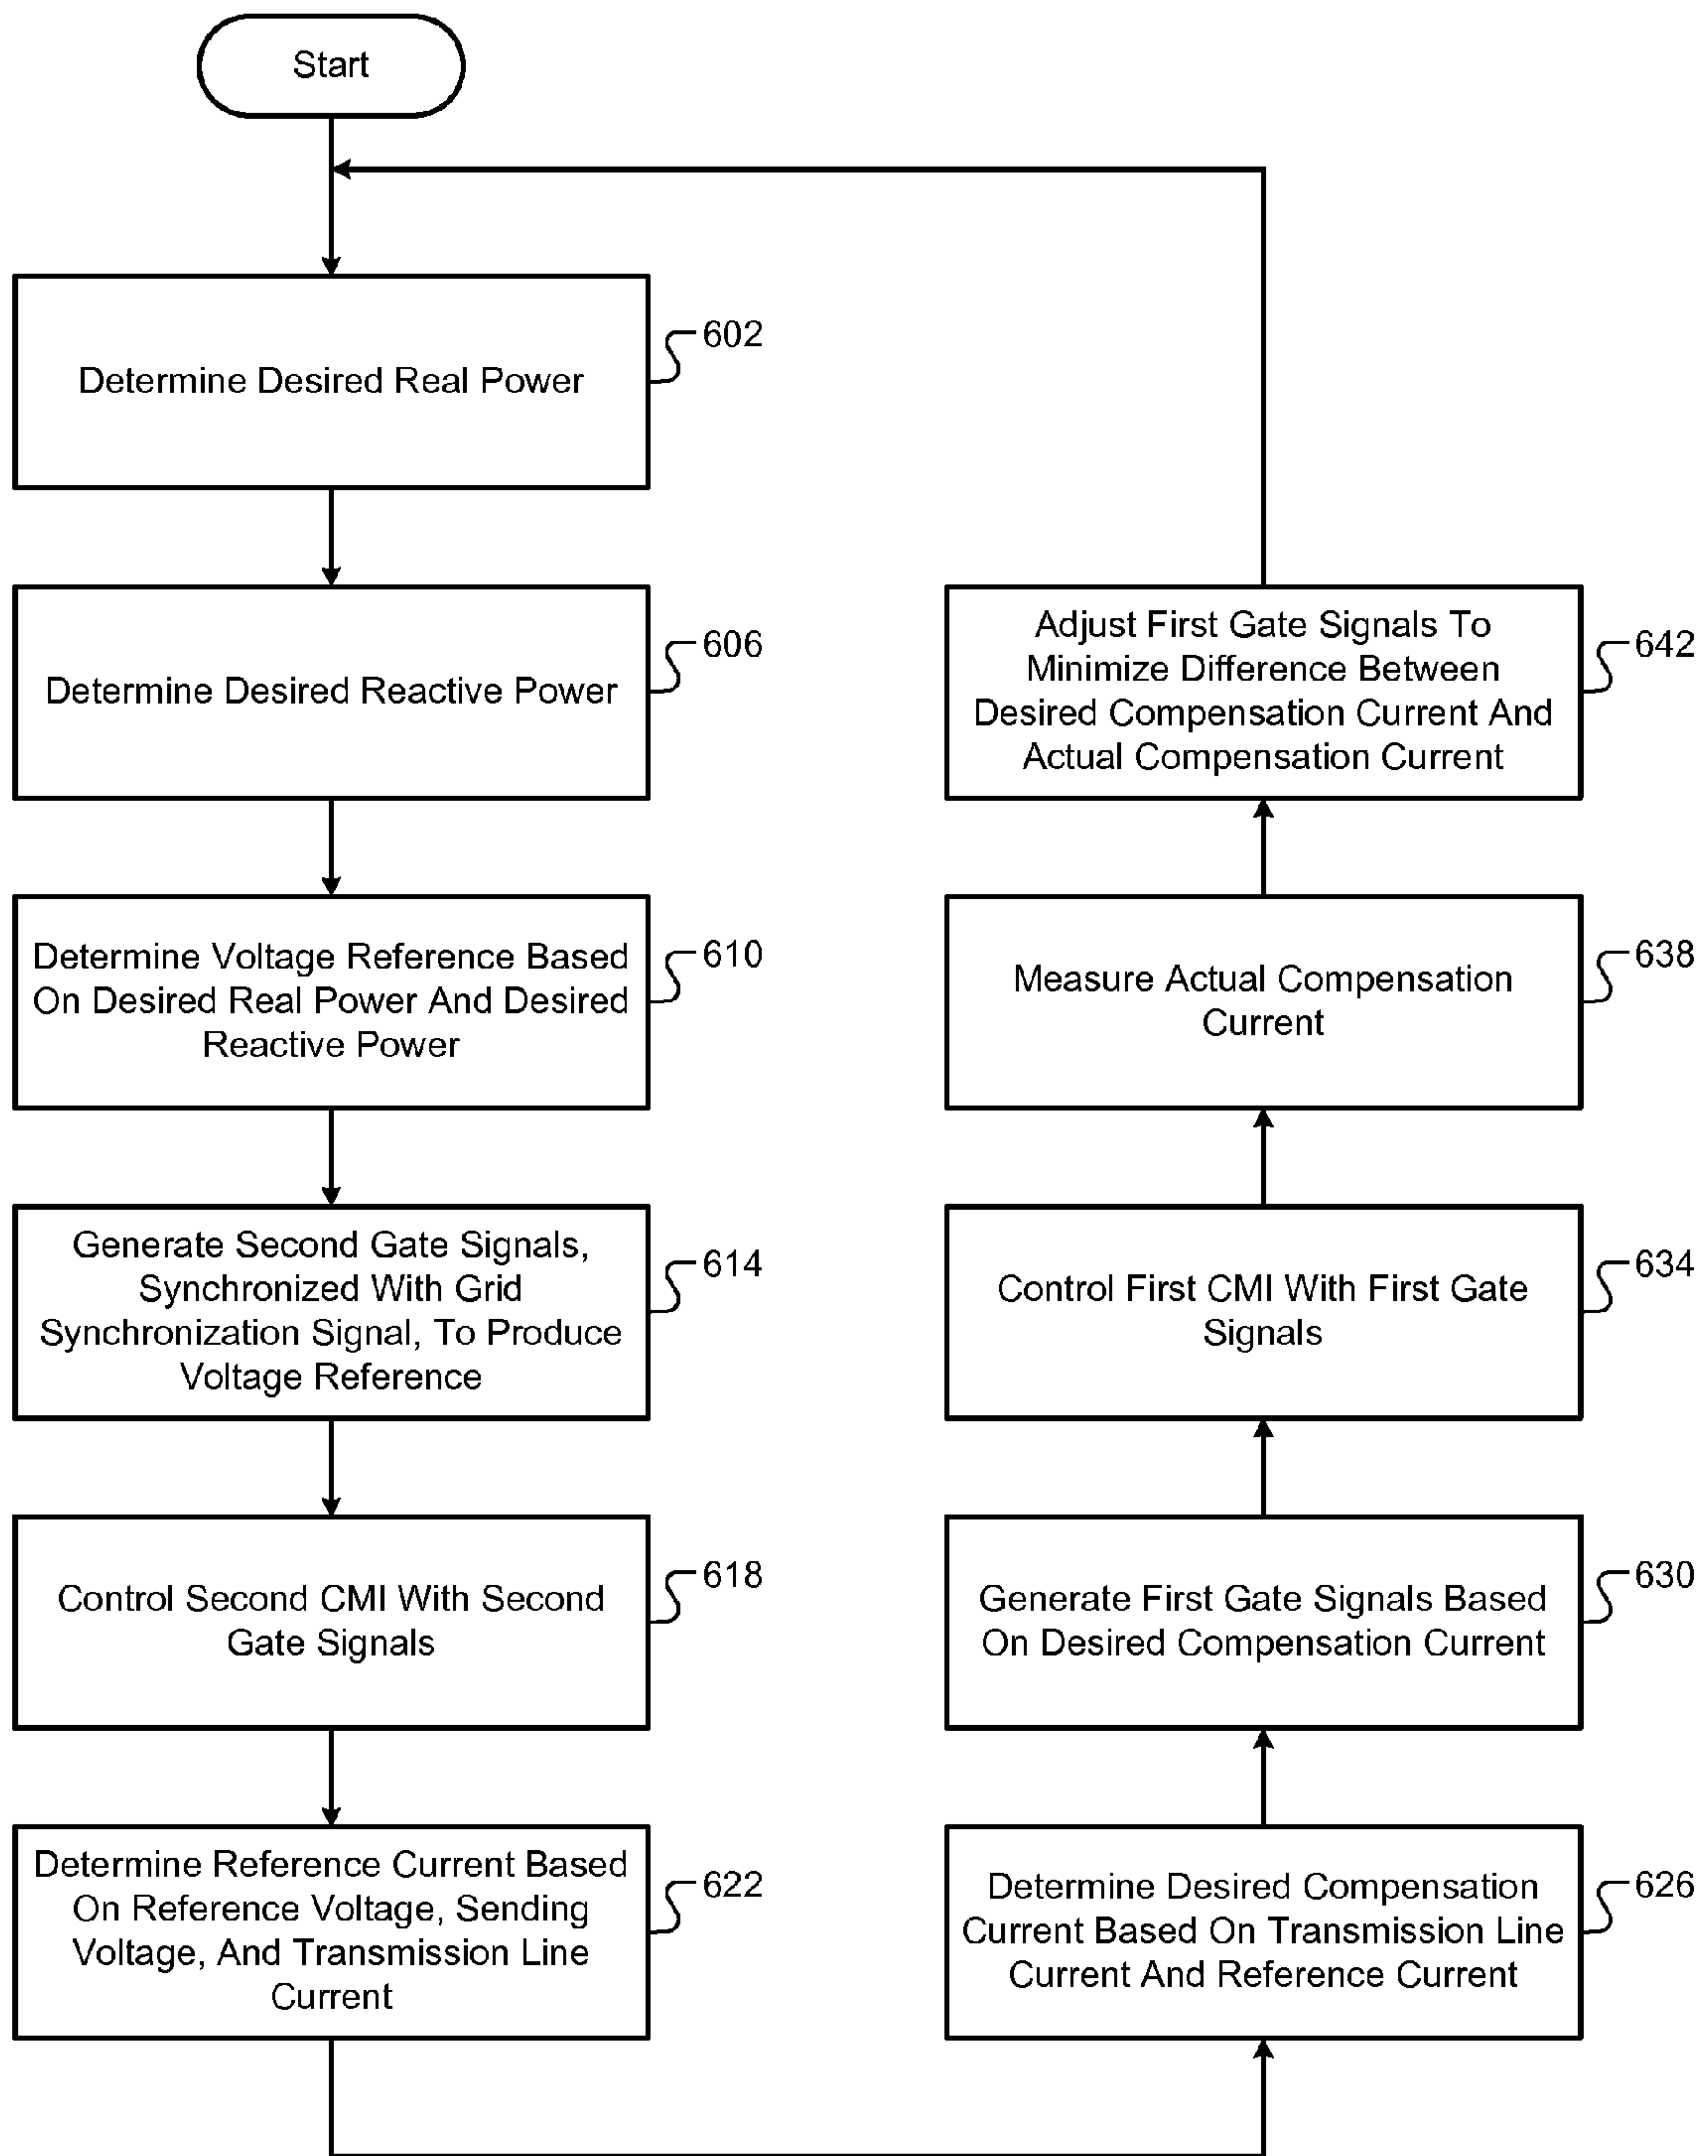 Start
Determine Desired Real Power
602
Determine Desired Reactive Power
606
Determine Voltage Reference Based
On Desired Real Power And Desired
Reactive Power
610
Generate Second Gate Signals,
Synchronized With Grid
Synchronization Signal, To Produce
Voltage Reference
614
Control Second CMI With Second
Gate Signals
618
Determine Reference Current Based
On Reference Voltage, Sending
Voltage, And Transmission Line
Current
622
Determine Desired Compensation
Current Based On Transmission Line
Current And Reference Current
626
Generate First Gate Signals Based
On Desired Compensation Current
630
Control First CMI With First Gate
Signals
634
Measure Actual Compensation
Current
638
Adjust First Gate Signals To
Minimize Difference Between
Desired Compensation Current And
Actual Compensation Current
642